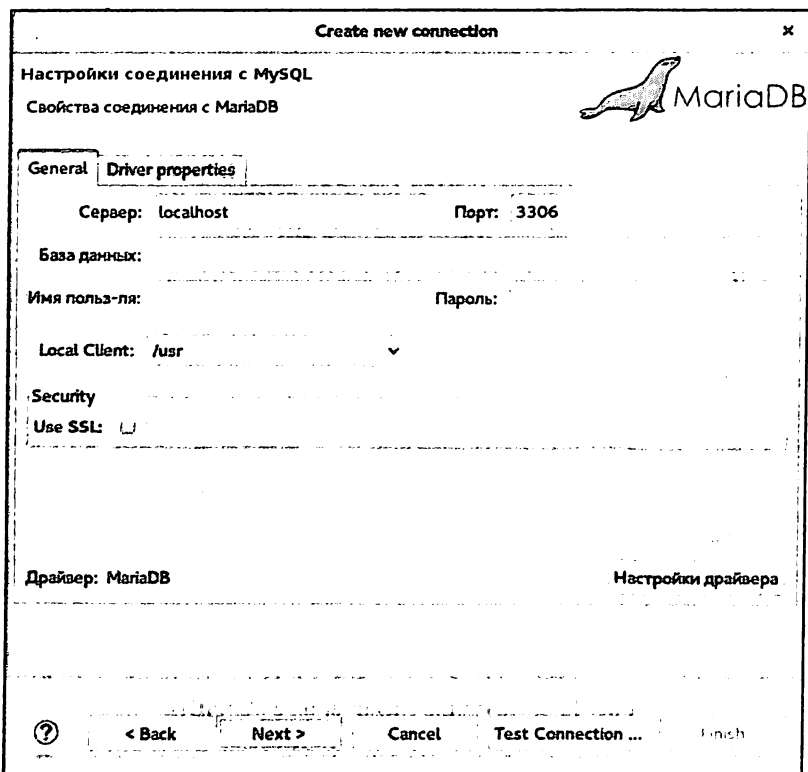 Create new connection ×
Настройки соединения с MySQL
Свойства соединения с MariaDB
MariaDB
General Driver properties
Сервер: localhost Порт: 3306
База данных:
Имя польз-ля: Пароль:
Local Client: /usr
Security
Use SSL:
Драйвер: MariaDB Настройки драйвера
? < Back Next > Cancel Test Connection ... Finish